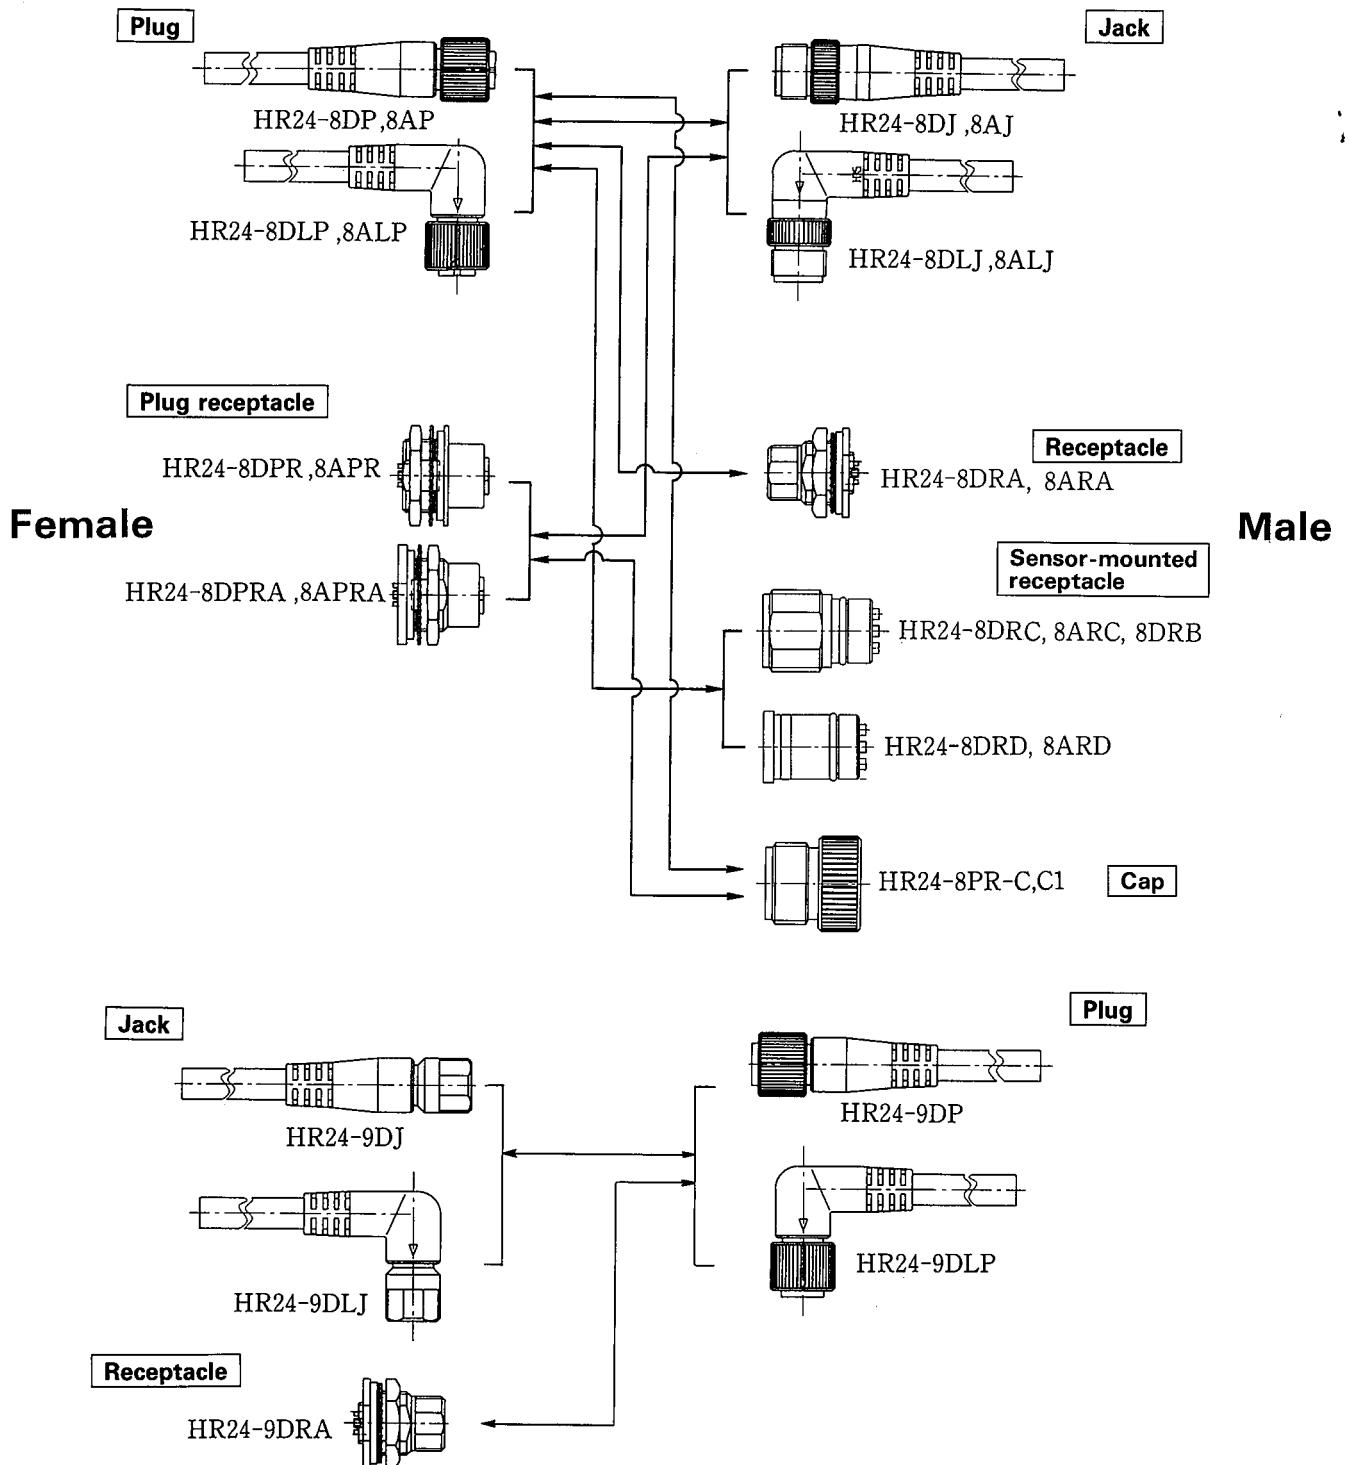 Plug
Jack
HR24-8DP,8AP
HR24-8DJ,8AJ
HRS
HR24-8DLP,8ALP
HR24-8DLJ,8ALJ
Plug receptacle
Receptacle
HR24-8DPR,8APR
HR24-8DRA, 8ARA
Female
Male
Sensor-mounted
receptacle
HR24-8DPRA,8APRA
HR24-8DRC, 8ARC, 8DRB
HR24-8DRD, 8ARD
HR24-8PR-C,C1
Cap
Jack
Plug
HR24-9DJ
HR24-9DP
HR24-9DLJ
HR24-9DLP
Receptacle
HR24-9DRA